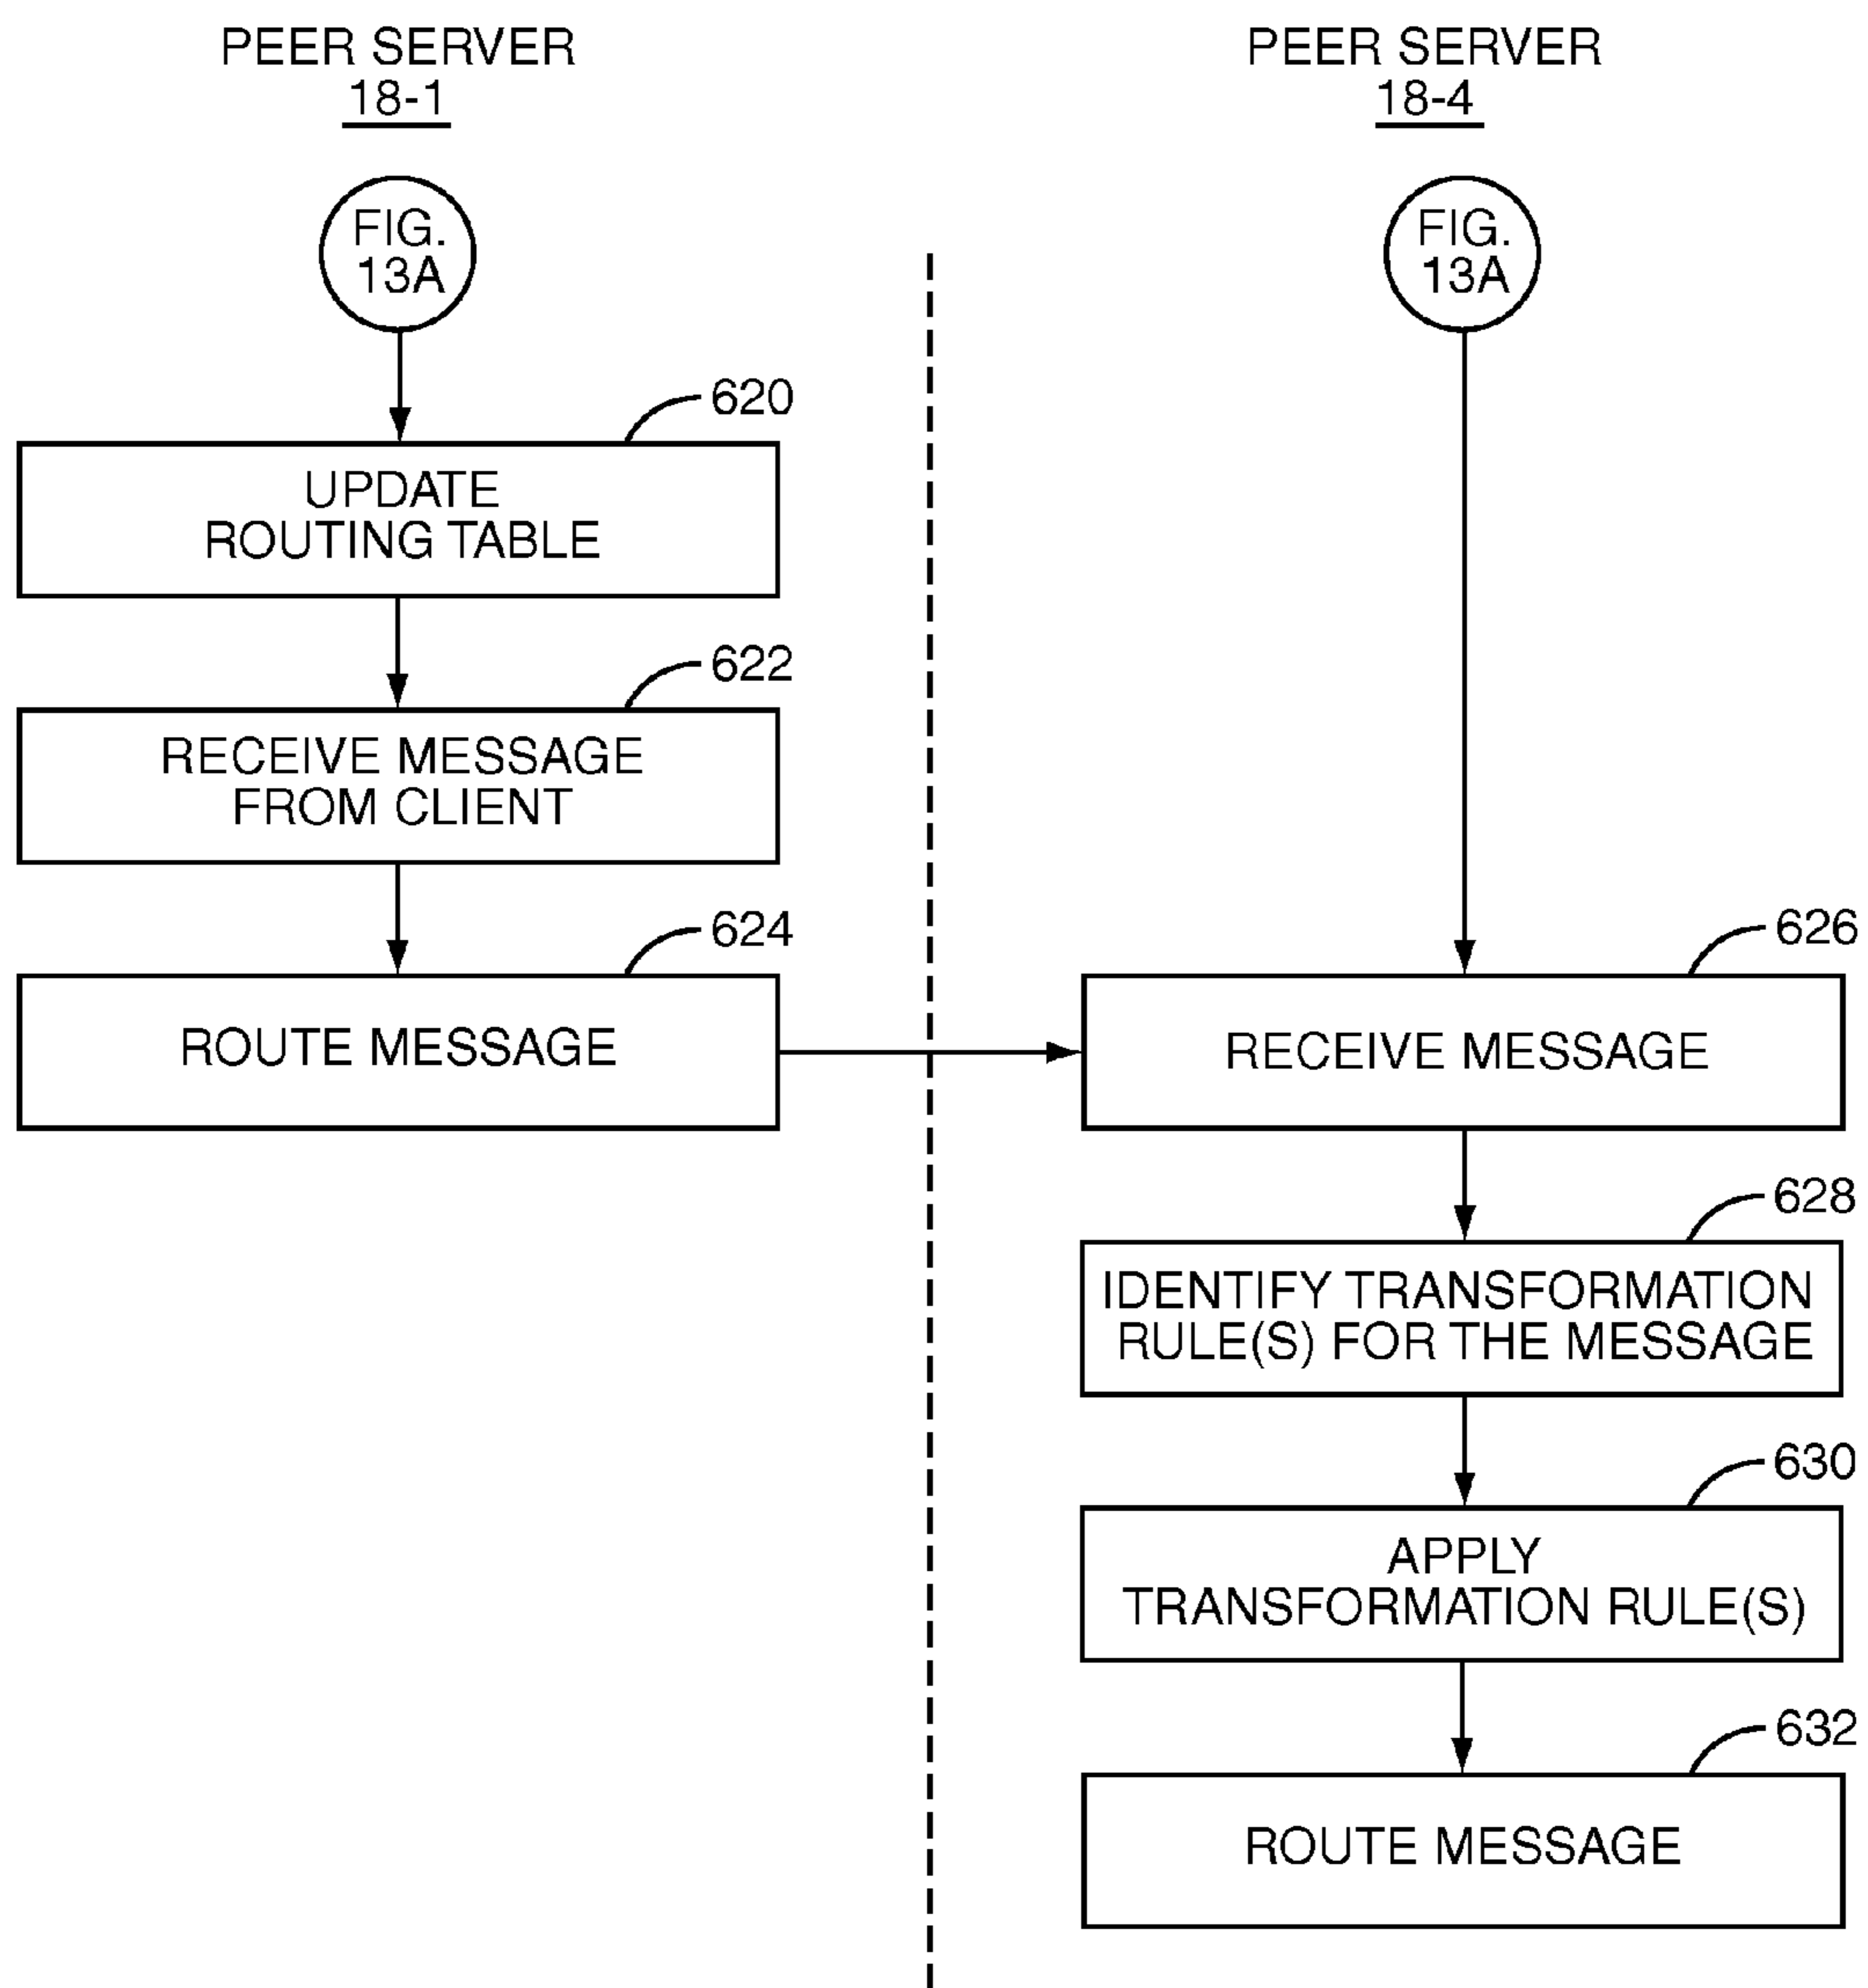 PEER SERVER
18-1
FIG.
13A
620
UPDATE
ROUTING TABLE
622
RECEIVE MESSAGE
FROM CLIENT
624
ROUTE MESSAGE
PEER SERVER
18-4
FIG.
13A
626
RECEIVE MESSAGE
628
IDENTIFY TRANSFORMATION
RULE(S) FOR THE MESSAGE
630
APPLY
TRANSFORMATION RULE(S)
632
ROUTE MESSAGE